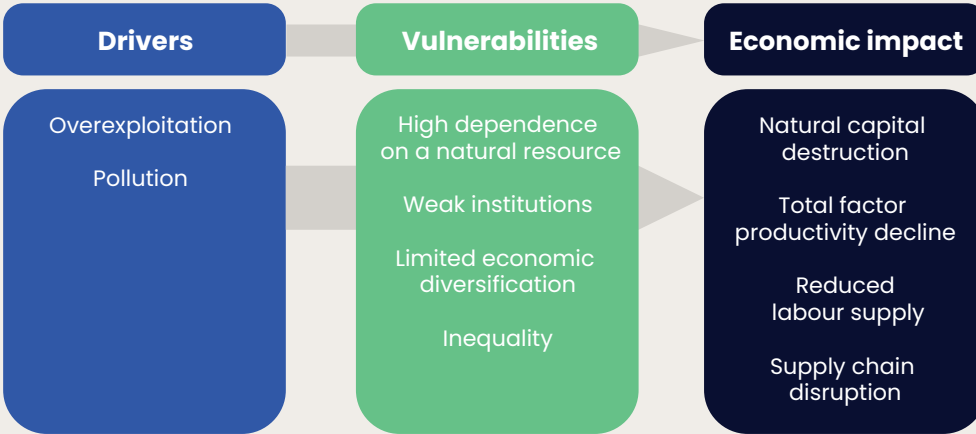 Drivers
Overexploitation
Pollution
Vulnerabilities
High dependence
on a natural resource
Weak institutions
Limited economic
diversification
Inequality
Economic impact
Natural capital
destruction
Total factor
productivity decline
Reduced
labour supply
Supply chain
disruption